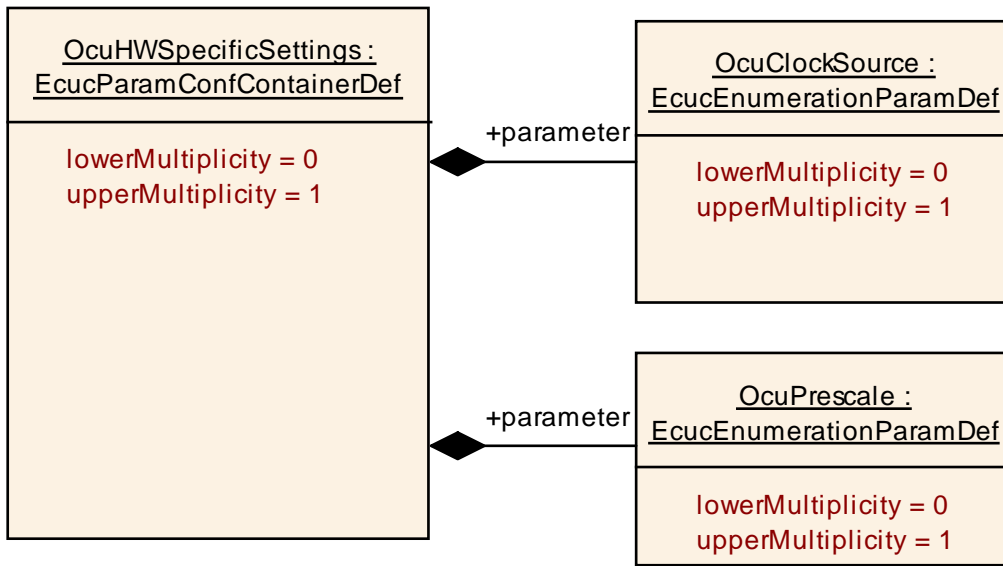 OcuHWSpecificSettings :
EcucParamConfContainerDef
lowerMultiplicity = 0
upperMultiplicity = 1
+parameter
OcuClockSource :
EcucEnumerationParamDef
lowerMultiplicity = 0
upperMultiplicity = 1
+parameter
OcuPrescale :
EcucEnumerationParamDef
lowerMultiplicity = 0
upperMultiplicity = 1